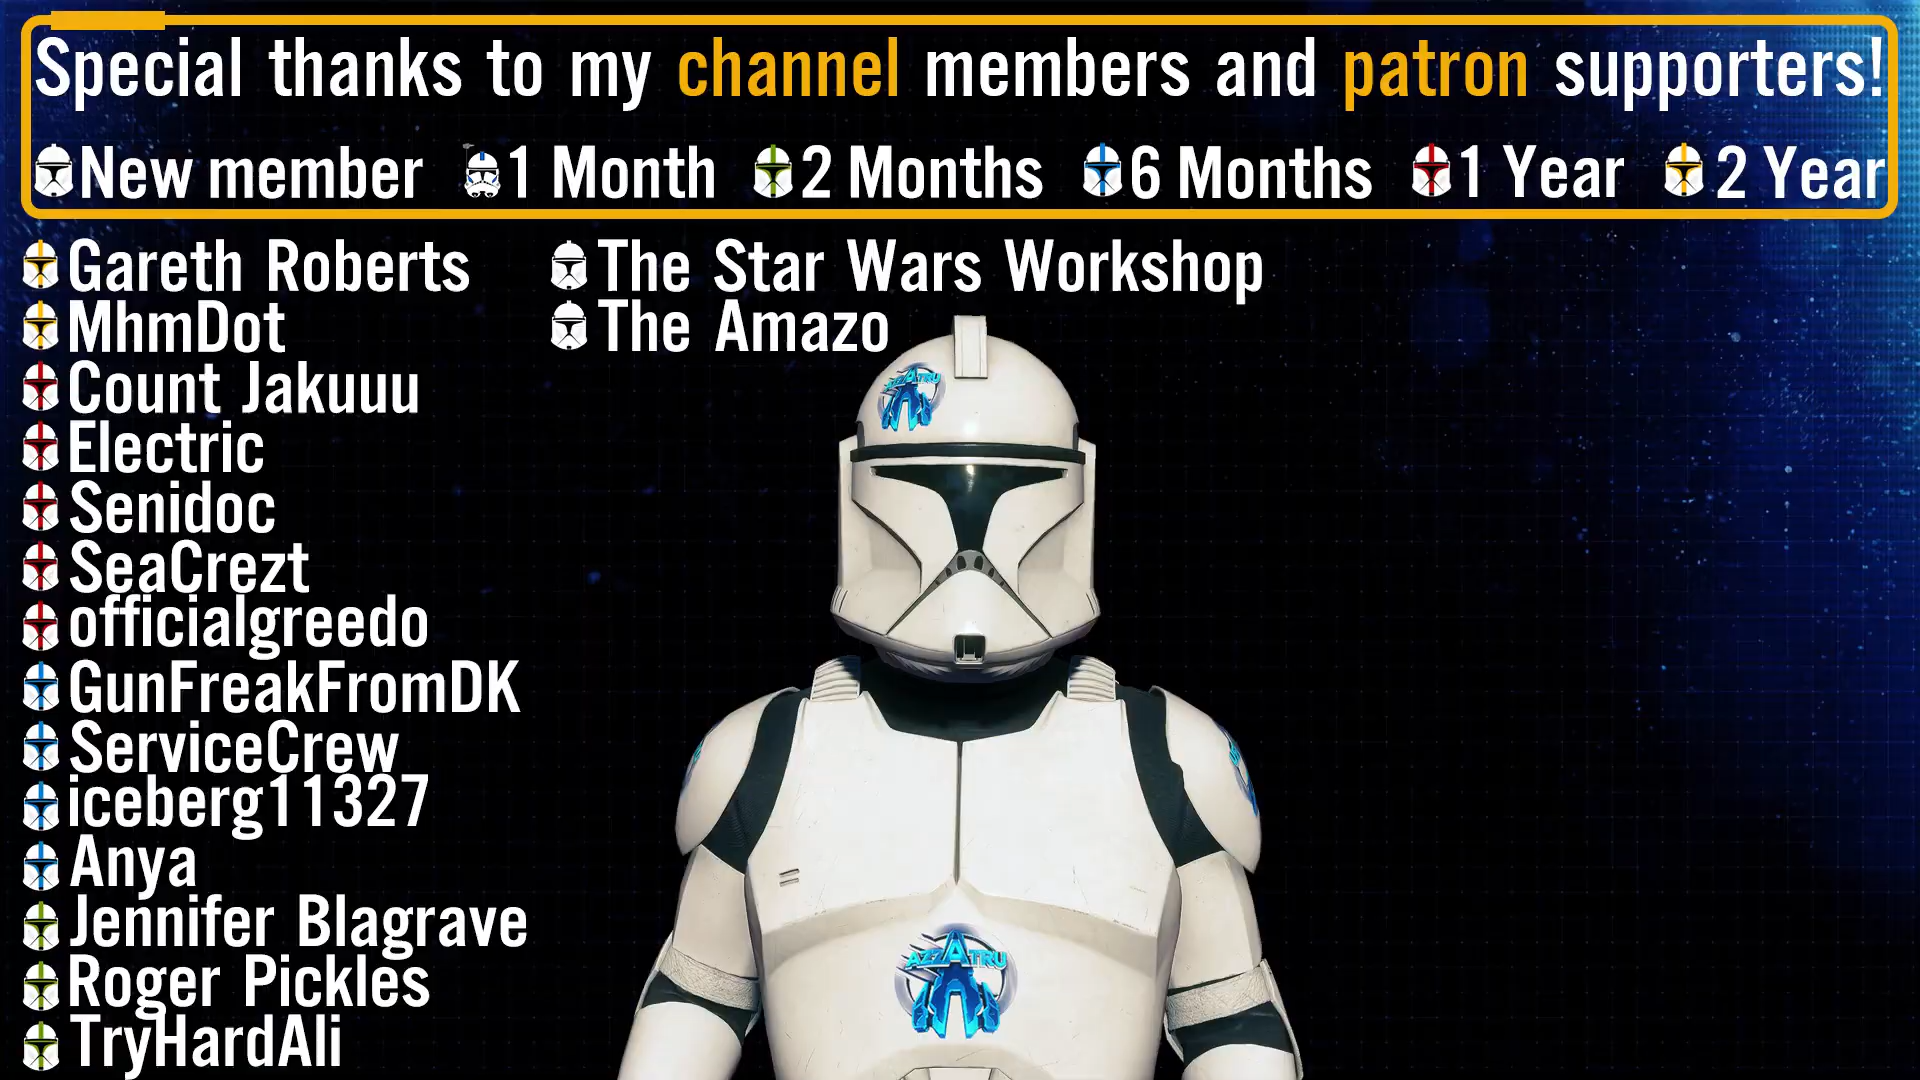 Special thanks to my channel members and patron supporters!
New member 1 Month 2 Months 6 Months 1 Year 2 Year
Gareth Roberts
MhmDot
Count Jakuuu
Electric
Senidoc
SeaCrezt
officialgreedo
GunFreakFromDK
ServiceCrew
iceberg11327
Anya
Jennifer Blagrave
Roger Pickles
TryHardAli
The Star Wars Workshop
The Amazo
AZZATRU
AZZATRU